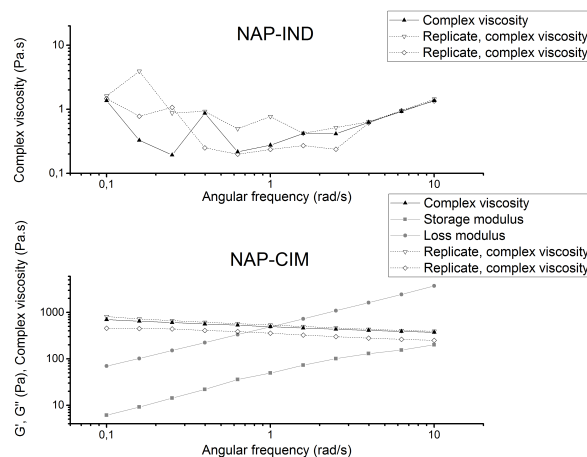 NAP-IND
Complex viscosity
Replicate, complex viscosity
Replicate, complex viscosity
Complex viscosity (Pa.s)
10
1
0,1
0,1
1
10
Angular frequency (rad/s)
NAP-CIM
Complex viscosity
Storage modulus
Loss modulus
Replicate, complex viscosity
Replicate, complex viscosity
G', G'' (Pa), Complex viscosity (Pa.s)
1000
100
10
0,1
1
10
Angular frequency (rad/s)